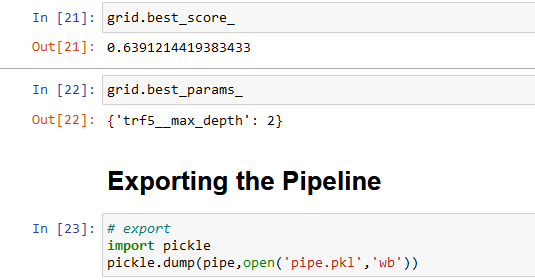 In [21]: grid.best_score_
Out[21]: 0.6391214419383433
In [22]: grid.best_params_
Out[22]: {'trf5__max_depth': 2}
Exporting the Pipeline
In [23]: # export
import pickle
pickle.dump(pipe,open('pipe.pkl','wb'))